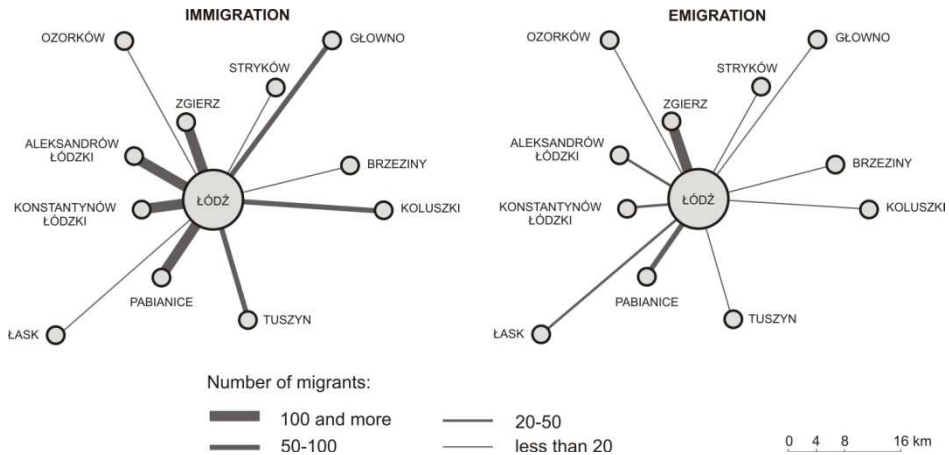 IMMIGRATION
OZORKÓW
GŁOWNO
STRYKÓW
ZGIERZ
ALEKSANDRÓW
ŁÓDZKI
BRZEZINY
ŁÓDŹ
KONSTANTYNÓW
ŁÓDZKI
KOLUSZKI
PABIANICE
TUSZYN
ŁASK
EMIGRATION
OZORKÓW
GŁOWNO
STRYKÓW
ZGIERZ
ALEKSANDRÓW
ŁÓDZKI
BRZEZINY
ŁÓDŹ
KONSTANTYNÓW
ŁÓDZKI
KOLUSZKI
PABIANICE
TUSZYN
ŁASK
Number of migrants:
100 and more
50-100
20-50
less than 20
0 4 8 16 km